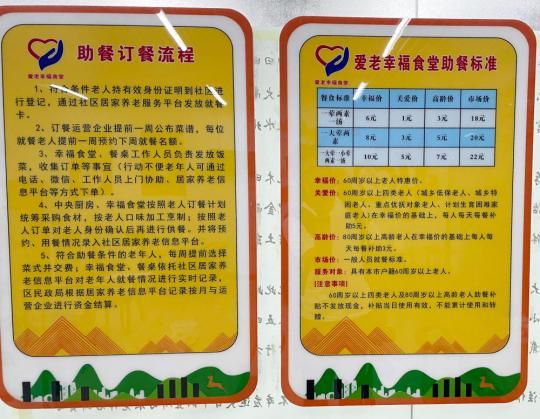 爱老幸福食堂
助餐订餐流程
1、符合条件老人持有效身份证明到社区进
行登记，通过社区居家养老服务平台发放就餐
卡。
2、订餐运营企业提前一周公布菜谱，每位
就餐老人提前一周预约下周就餐名额。
3、幸福食堂、餐桌工作人员负责发放饭
菜，收集订单等事宜（行动不便老年人可通过
电话、微信、工作人员上门协助、居家养老信
息平台等方式下单）。
4、中央厨房、幸福食堂按照老人订餐计划
统筹采购食材，按老人口味加工烹制；按照老
人订单对老人身份确认后再进行供餐，并将预
约、用餐情况录入社区居家养老信息平台。
5、符合助餐条件的老年人，每周提前选择
菜式并交费；幸福食堂、餐桌依托社区居家养
老信息平台对老年人就餐情况进行实时记录，
区民政局根据居家养老信息平台记录按月与运
营企业进行资金结算。
爱老幸福食堂
爱老幸福食堂助餐标准
餐食标准 幸福价 关爱价 高龄价 市场价
一荤两素一汤 6元 1元 3元 18元
一大荤两素 8元 3元 5元 20元
一大荤一小荤两素 10元 5元 7元 22元
幸福价：60周岁以上老人特惠价。
关爱价：60周岁以上四类老人（城乡低保老人、城乡特
困老人、重点优抚对象老人、计划生育困难家
庭老人）在幸福价的基础上，每人每天每餐补助
5元。
高龄价：80周岁以上高龄老人在幸福价的基础上每人每
天每餐补助3元。
市场价：一般人员就餐标准。
服务对象：具有本市户籍60周岁以上老人。
[注意事项]
60周岁以上四类老人及80周岁以上高龄老人助餐补
贴不发放现金，补贴当日使用有效，不能累计使用和转
赠。